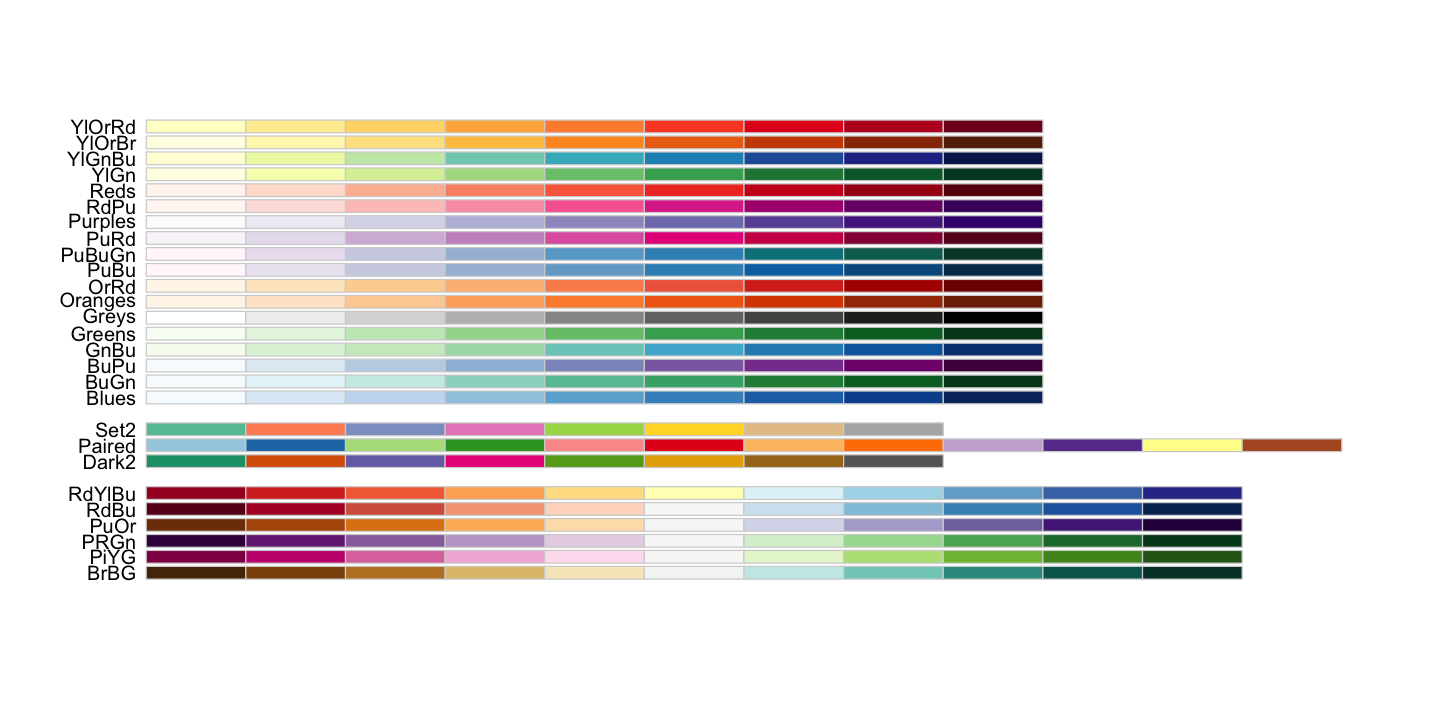 YlOrRd
YlOrBr
YlGnBu
YlGn
Reds
RdPu
Purples
PuRd
PuBuGn
PuBu
OrRd
Oranges
Greys
Greens
GnBu
BuPu
BuGn
Blues
Set2
Paired
Dark2
RdYlBu
RdBu
PuOr
PRGn
PiYG
BrBG